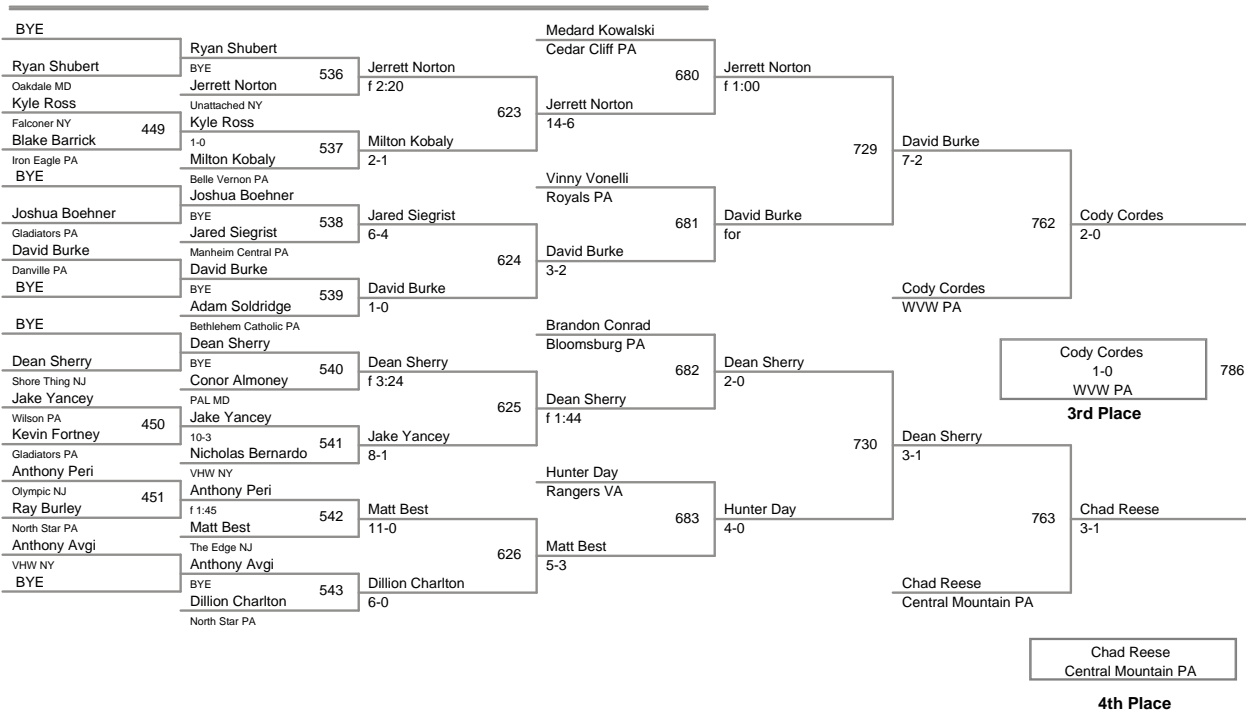 BYE
Ryan Shubert
Oakdale MD
Kyle Ross
Falconer NY
449
Blake Barrick
Iron Eagle PA
BYE
Joshua Boehner
Gladiators PA
David Burke
Danville PA
BYE
BYE
Dean Sherry
Shore Thing NJ
Jake Yancey
Wilson PA
450
Kevin Fortney
Gladiators PA
Anthony Peri
Olympic NJ
451
Ray Burley
North Star PA
Anthony Avgi
VHW NY
BYE
Ryan Shubert
BYE
536
Jerrett Norton
Unattached NY
Kyle Ross
1-0
537
Milton Kobaly
Belle Vernon PA
Joshua Boehner
BYE
538
Jared Siegrist
Manheim Central PA
David Burke
BYE
539
Adam Soldridge
Bethlehem Catholic PA
Dean Sherry
BYE
540
Conor Almoney
PAL MD
Jake Yancey
10-3
541
Nicholas Bernardo
VHW NY
Anthony Peri
f 1:45
542
Matt Best
The Edge NJ
Anthony Avgi
BYE
543
Dillion Charlton
North Star PA
Jerrett Norton
f 2:20
623
Milton Kobaly
2-1
Jared Siegrist
6-4
624
David Burke
1-0
Dean Sherry
f 3:24
625
Jake Yancey
8-1
Matt Best
11-0
626
Dillion Charlton
6-0
Medard Kowalski
Cedar Cliff PA
680
Jerrett Norton
14-6
Vinny Vonelli
Royals PA
681
David Burke
3-2
Brandon Conrad
Bloomsburg PA
682
Dean Sherry
f 1:44
Hunter Day
Rangers VA
683
Matt Best
5-3
Jerrett Norton
f 1:00
729
David Burke
for
Dean Sherry
2-0
730
Hunter Day
4-0
David Burke
7-2
762
Cody Cordes
WVW PA
Dean Sherry
3-1
763
Chad Reese
Central Mountain PA
Cody Cordes
2-0
Cody Cordes
1-0
WVW PA
786
3rd Place
Chad Reese
3-1
Chad Reese
Central Mountain PA
4th Place